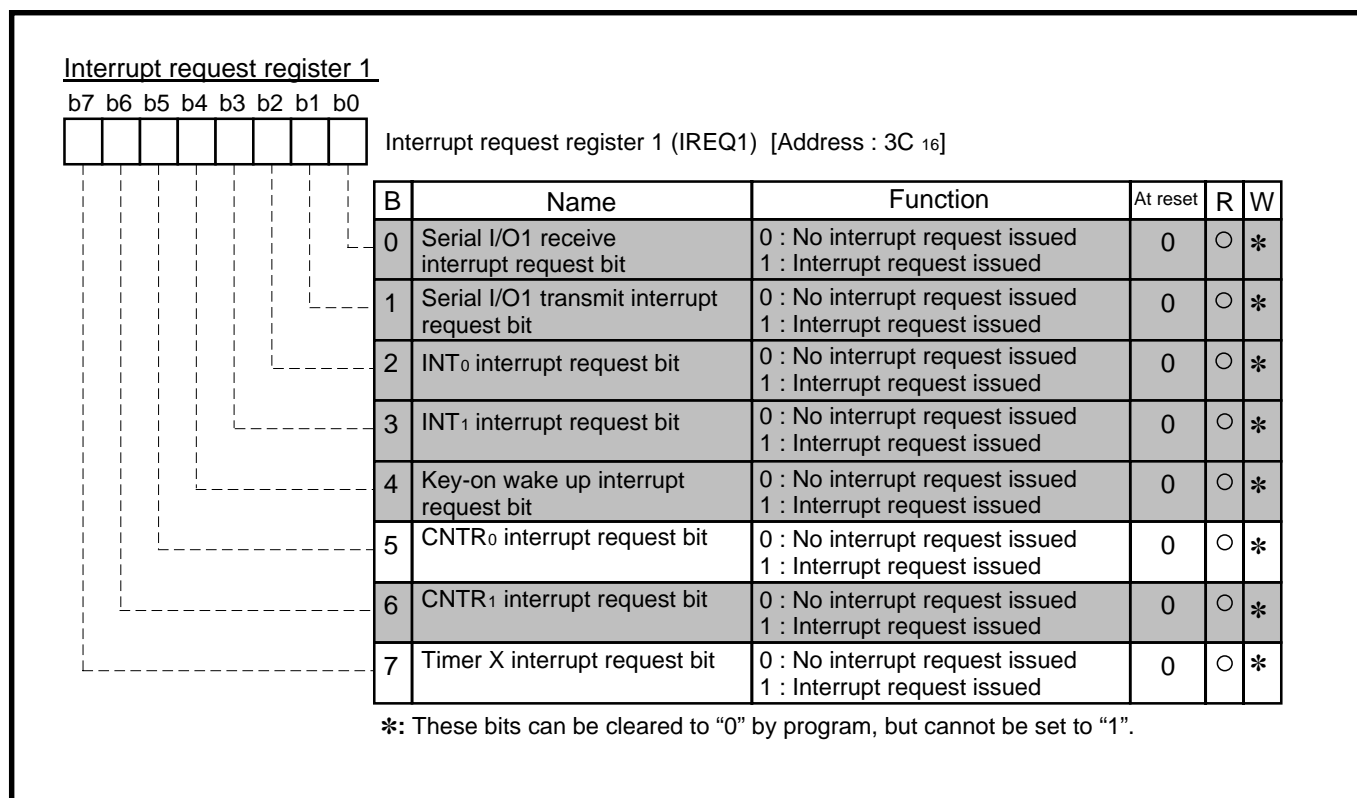 Interrupt request register 1
b7 b6 b5 b4 b3 b2 b1 b0
Interrupt request register 1 (IREQ1) [Address : 3C 16]
B Name Function At reset R W
0 Serial I/O1 receive interrupt request bit 0 : No interrupt request issued 1 : Interrupt request issued 0 ○ ✻
1 Serial I/O1 transmit interrupt request bit 0 : No interrupt request issued 1 : Interrupt request issued 0 ○ ✻
2 INT0 interrupt request bit 0 : No interrupt request issued 1 : Interrupt request issued 0 ○ ✻
3 INT1 interrupt request bit 0 : No interrupt request issued 1 : Interrupt request issued 0 ○ ✻
4 Key-on wake up interrupt request bit 0 : No interrupt request issued 1 : Interrupt request issued 0 ○ ✻
5 CNTR0 interrupt request bit 0 : No interrupt request issued 1 : Interrupt request issued 0 ○ ✻
6 CNTR1 interrupt request bit 0 : No interrupt request issued 1 : Interrupt request issued 0 ○ ✻
7 Timer X interrupt request bit 0 : No interrupt request issued 1 : Interrupt request issued 0 ○ ✻
✻: These bits can be cleared to “0” by program, but cannot be set to “1”.